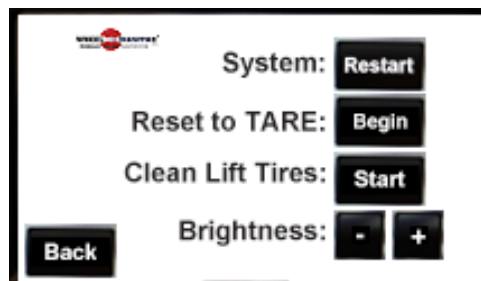 System: Restart
Reset to TARE: Begin
Clean Lift Tires: Start
Brightness: - +
Back